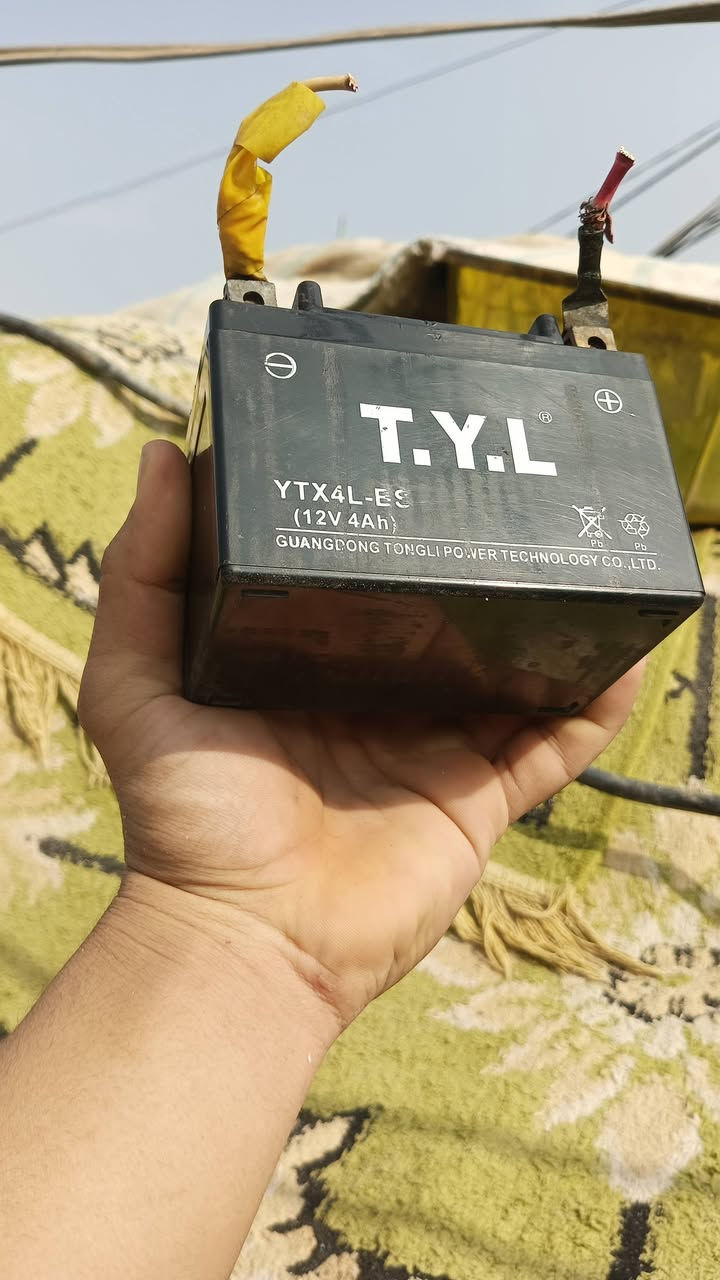 T.Y.L®
YTX4L-BS
(12V 4Ah)
Pb Pb
GUANGDONG TONGLI POWER TECHNOLOGY CO.,LTD.